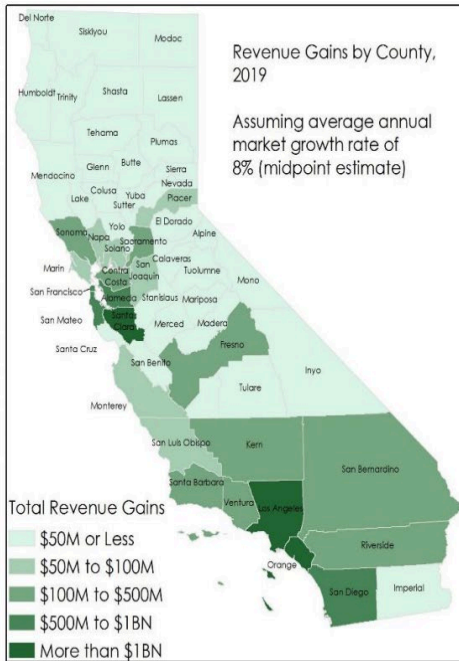 Revenue Gains by County,
2019
Assuming average annual
market growth rate of
8% (midpoint estimate)
Del Norte
Siskiyou
Modoc
Humboldt
Trinity
Shasta
Lassen
Tehama
Plumas
Mendocino
Glenn
Butte
Sierra
Nevada
Lake
Colusa
Yuba
Sutter
Placer
Sonoma
Napa
Yolo
El Dorado
Sacramento
Alpine
Solano
Marin
Contra
Costa
San
Joaquin
Calaveras
Tuolumne
Mono
San Francisco
Alameda
Stanislaus
Mariposa
San Mateo
Santa
Clara
Merced
Madera
Santa Cruz
San Benito
Fresno
Inyo
Tulare
Monterey
San Luis Obispo
Kern
San Bernardino
Santa Barbara
Ventura
Los Angeles
Orange
Riverside
San Diego
Imperial
Total Revenue Gains
$50M or Less
$50M to $100M
$100M to $500M
$500M to $1BN
More than $1BN